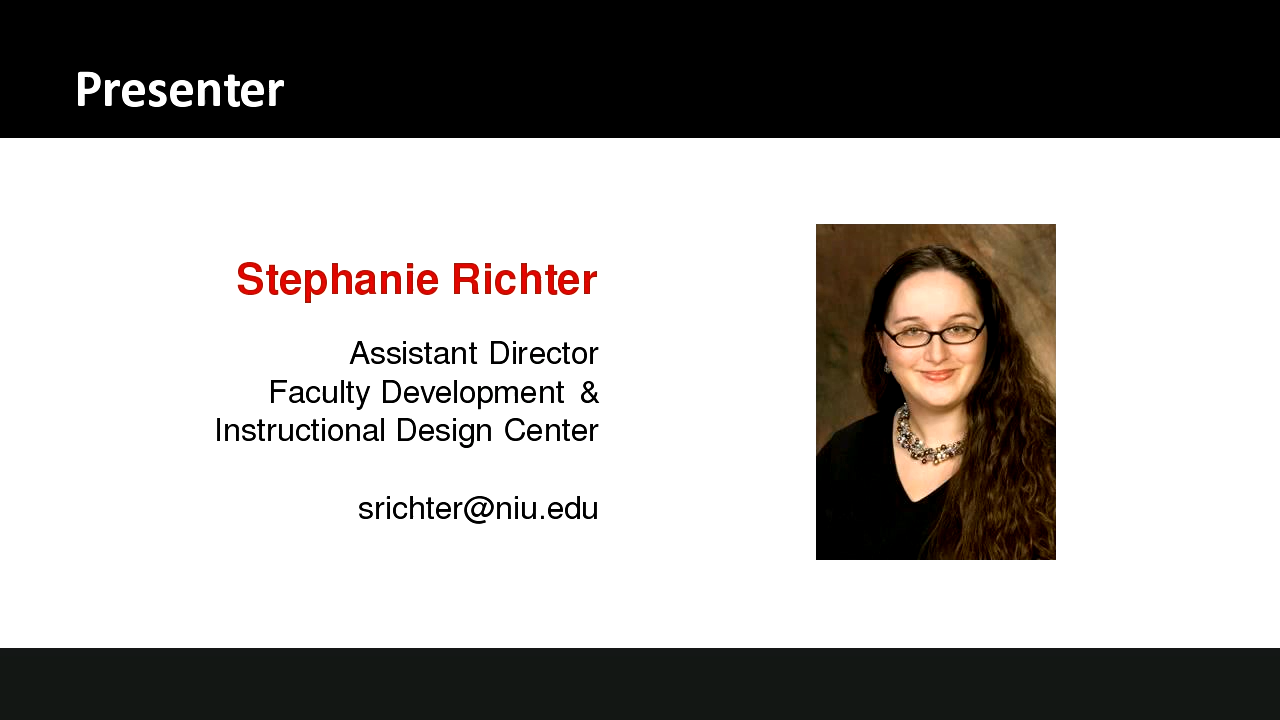 Presenter
Stephanie Richter
Assistant Director
Faculty Development &
Instructional Design Center
srichter@niu.edu